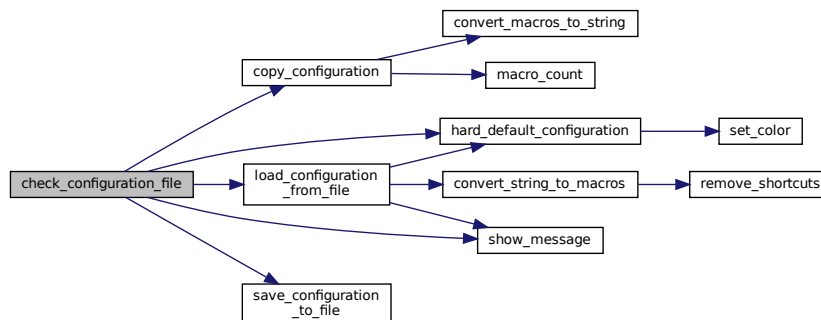 convert_macros_to_string
copy_configuration
macro_count
hard_default_configuration
set_color
check_configuration_file
load_configuration
_from_file
convert_string_to_macros
remove_shortcuts
show_message
save_configuration
_to_file